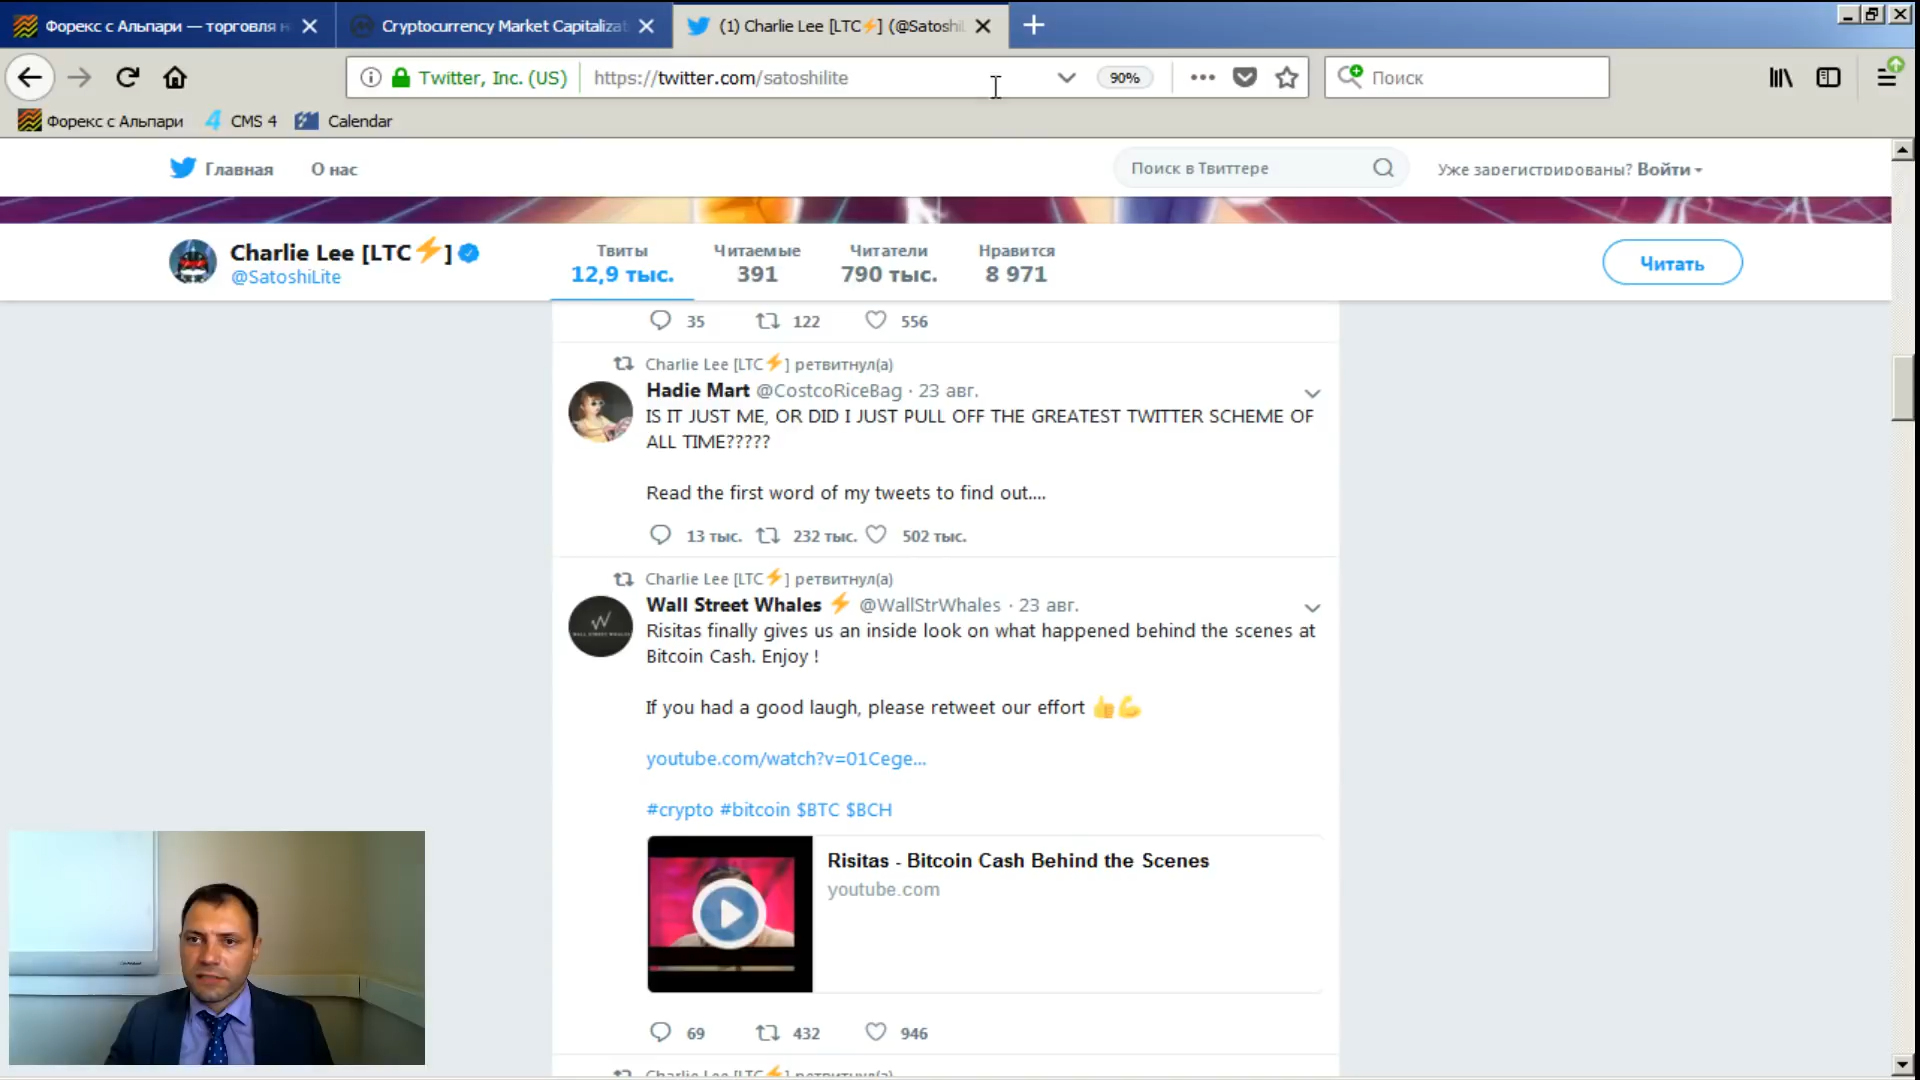 Форекс с Альпари — торговля н
Cryptocurrency Market Capitalizat
(1) Charlie Lee [LTC⚡] (@Satoshi
Twitter, Inc. (US)
https://twitter.com/satoshilite
90%
Поиск
Форекс с Альпари
CMS 4
Calendar
Главная
О нас
Поиск в Твиттере
Уже зарегистрированы? Войти
Charlie Lee [LTC⚡]
@SatoshiLite
Твиты
12,9 тыс.
Читаемые
391
Читатели
790 тыс.
Нравится
8 971
Читать
35 122 556
Charlie Lee [LTC⚡] ретвитнул(а)
Hadie Mart @CostcoRiceBag · 23 авг.
IS IT JUST ME, OR DID I JUST PULL OFF THE GREATEST TWITTER SCHEME OF
ALL TIME?????
Read the first word of my tweets to find out....
13 тыс. 232 тыс. 502 тыс.
Charlie Lee [LTC⚡] ретвитнул(а)
Wall Street Whales ⚡ @WallStrWhales · 23 авг.
Risitas finally gives us an inside look on what happened behind the scenes at
Bitcoin Cash. Enjoy !
If you had a good laugh, please retweet our effort 👍💪
youtube.com/watch?v=01Cege...
#crypto #bitcoin $BTC $BCH
Risitas - Bitcoin Cash Behind the Scenes
youtube.com
69 432 946
Charlie Lee [LTC⚡] ретвитнул(а)